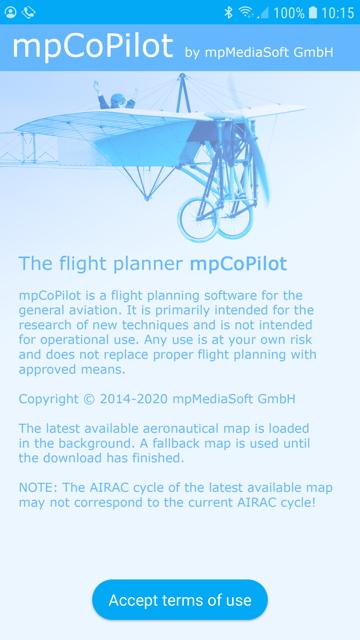 100% 10:15
mpCoPilot by mpMediaSoft GmbH
The flight planner mpCoPilot
mpCoPilot is a flight planning software for the
general aviation. It is primarily intended for the
research of new techniques and is not intended
for operational use. Any use is at your own risk
and does not replace proper flight planning with
approved means.
Copyright © 2014-2020 mpMediaSoft GmbH
The latest available aeronautical map is loaded
in the background. A fallback map is used until
the download has finished.
NOTE: The AIRAC cycle of the latest available map
may not correspond to the current AIRAC cycle!
Accept terms of use